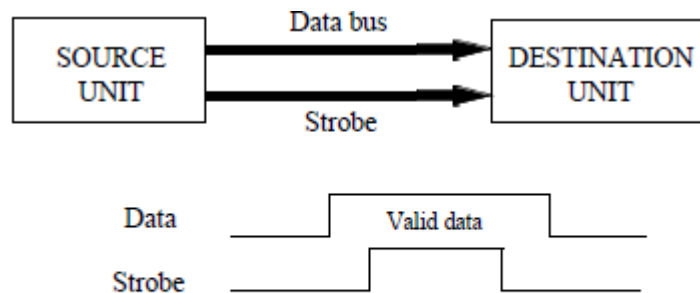 Data bus
SOURCE
UNIT
DESTINATION
UNIT
Strobe
Data
Valid data
Strobe